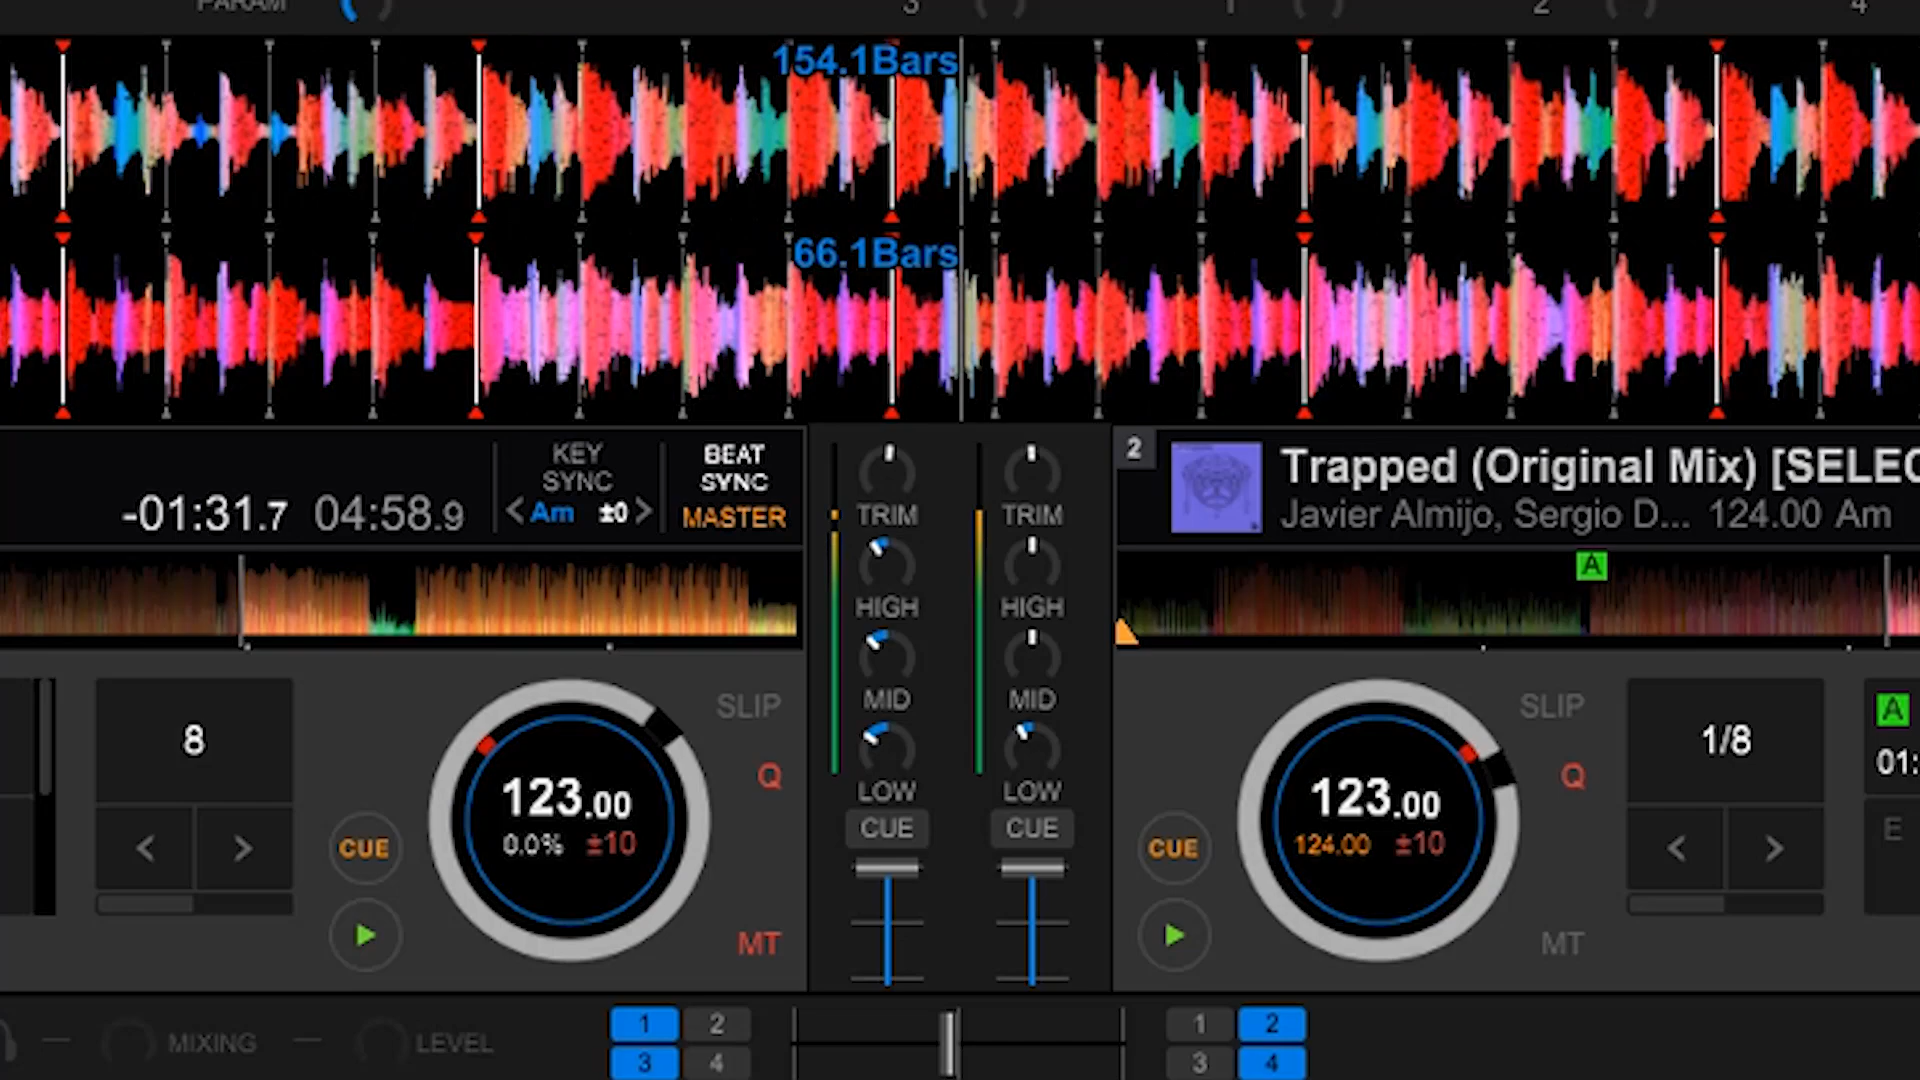 PARAM 3 1 2 4
154.1Bars
66.1Bars
-01:31.7 04:58.9
KEY SYNC
< Am ±0 >
BEAT SYNC
MASTER
TRIM TRIM
HIGH HIGH
MID MID
LOW LOW
CUE CUE
2
Trapped (Original Mix) [SELEC
Javier Almijo, Sergio D... 124.00 Am
A
8
< >
CUE
123.00
0.0% ±10
SLIP
Q
MT
CUE
123.00
124.00 ±10
SLIP
Q
MT
1/8
< >
A
01:
E
MIXING LEVEL
1 2
3 4
1 2
3 4